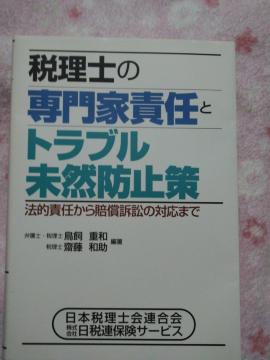 税理士の
専門家責任と
トラブル
未然防止策
法的責任から賠償訴訟の対応まで
弁護士・税理士 鳥飼 重和
税理士 齋藤 和助
編著
日本税理士会連合会
株式会社日税連保険サービス